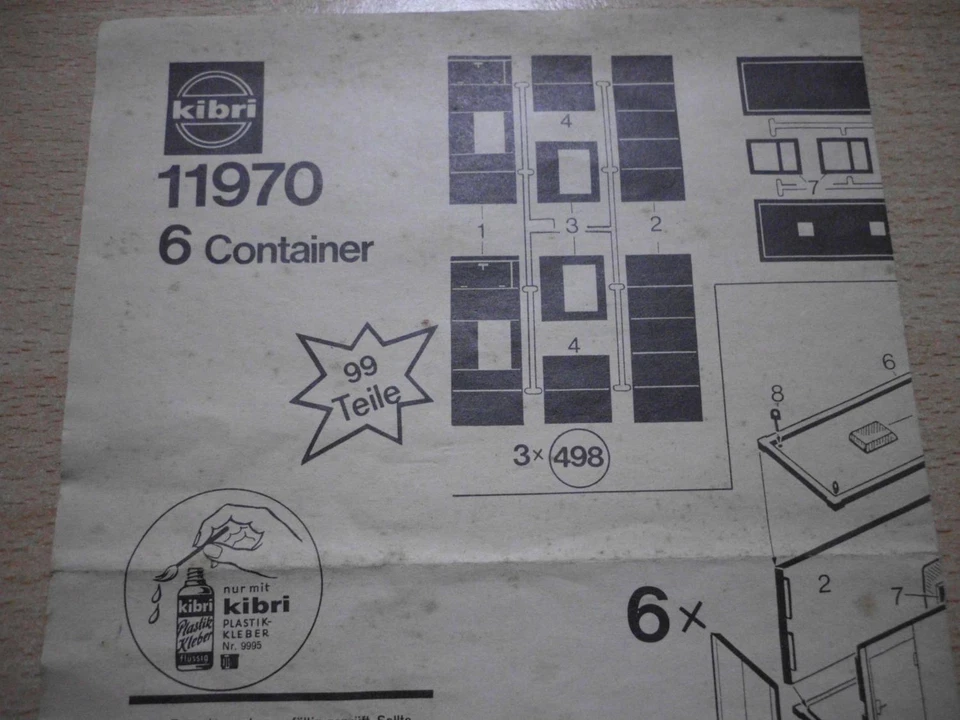 kibri
11970
6 Container
99
Teile
4
1
3
2
4
3× 498
7
6
8
2
7
6×
nur mit
kibri
PLASTIK-
KLEBER
Nr. 9995
kibri
Plastik
Kleber
flüssig